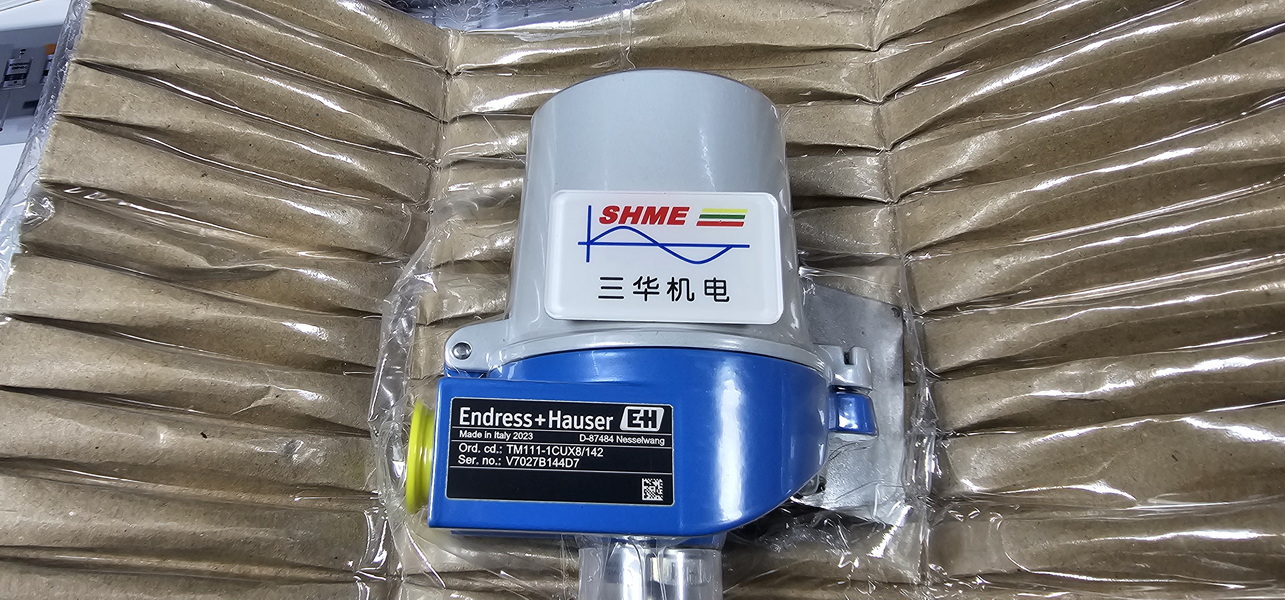 SHME
三华机电
Endress+Hauser EH
Made in Italy 2023 D-87484 Nesselwang
Ord. cd.: TM111-1CUX8/142
Ser. no.: V7027B144D7